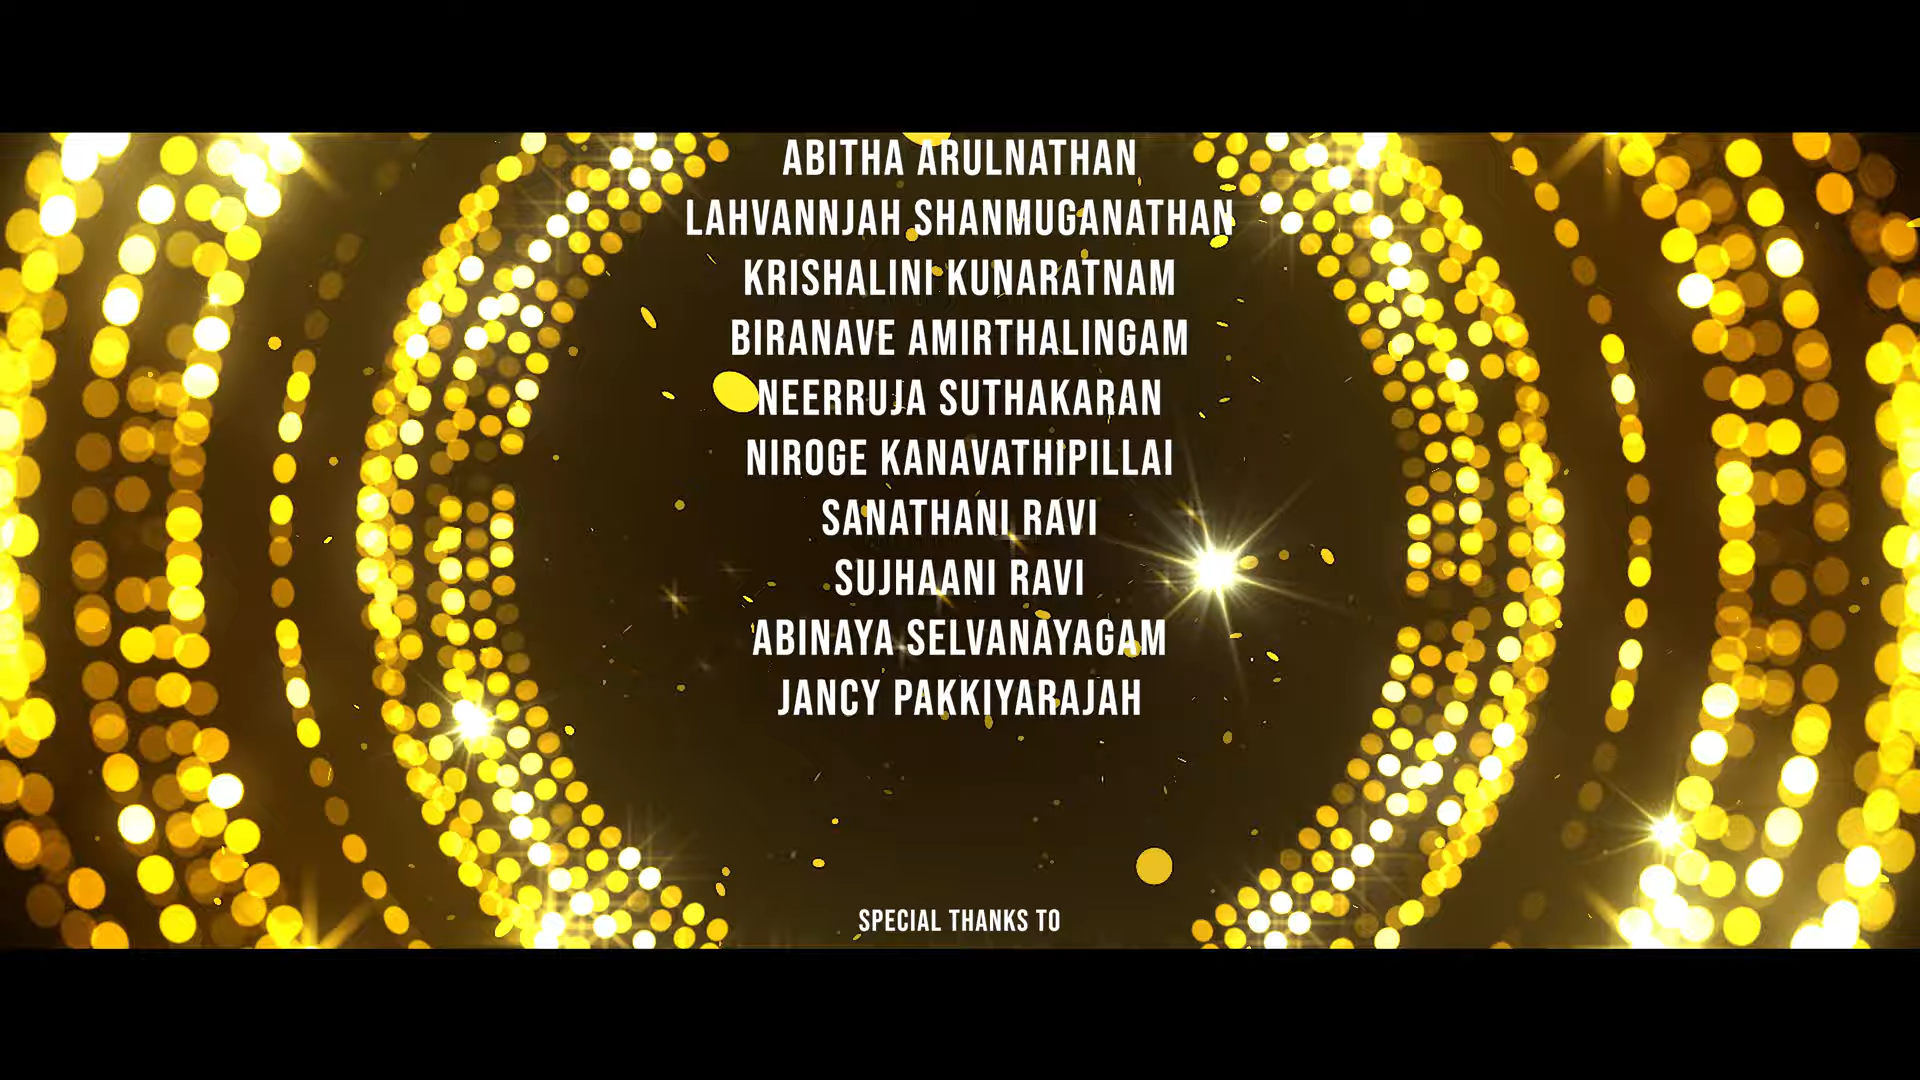 ABITHA ARULNATHAN
LAHVANNJAH SHANMUGANATHAN
KRISHALINI KUNARATNAM
BIRANAVE AMIRTHALINGAM
NEERRUJA SUTHAKARAN
NIROGE KANAVATHIPILLAI
SANATHANI RAVI
SUJHAANI RAVI
ABINAYA SELVANAYAGAM
JANCY PAKKIYARAJAH
SPECIAL THANKS TO